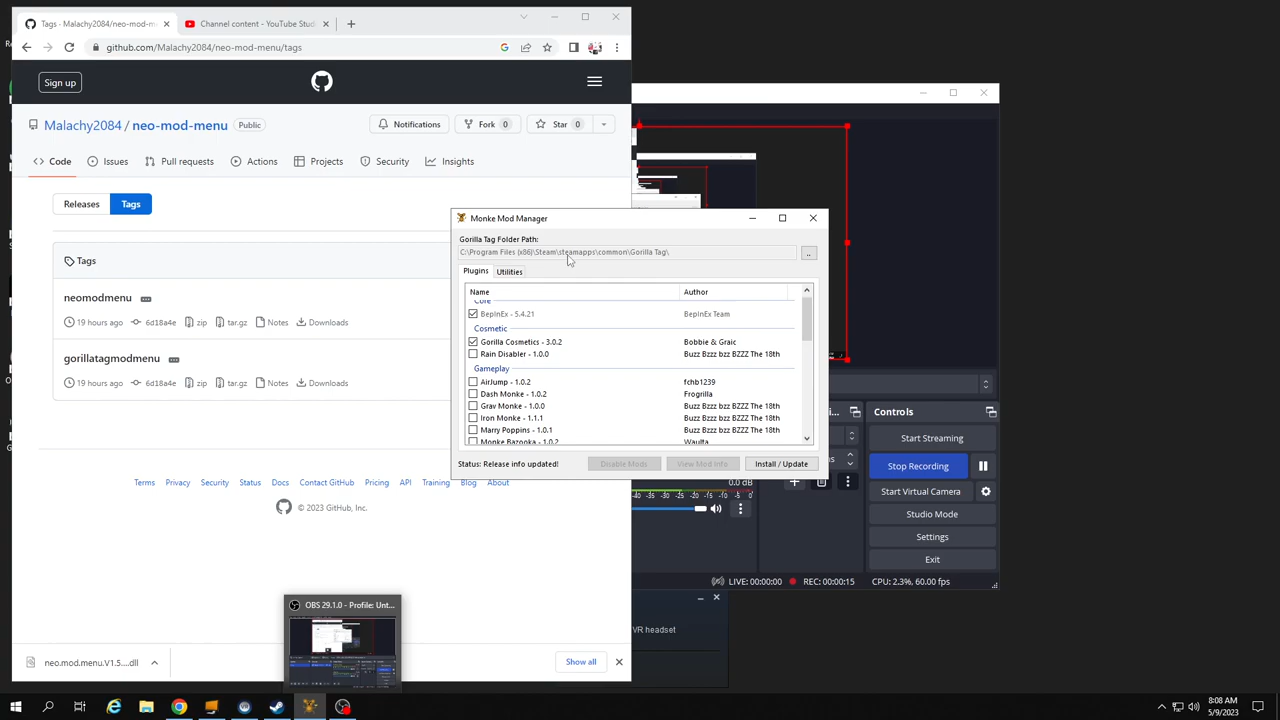 Tags · Malachy2084/neo-mod-m
Channel content - YouTube Stud
github.com/Malachy2084/neo-mod-menu/tags
Sign up
Malachy2084 / neo-mod-menu
Public
Notifications
Fork 0
Star 0
Code
Issues
Pull requests
Actions
Projects
Security
Insights
Releases
Tags
Tags
neomodmenu
19 hours ago
6d18a4e
zip
tar.gz
Notes
Downloads
gorillatagmodmenu
19 hours ago
6d18a4e
zip
tar.gz
Notes
Downloads
Terms
Privacy
Security
Status
Docs
Contact GitHub
Pricing
API
Training
Blog
About
© 2023 GitHub, Inc.
Monke Mod Manager
Gorilla Tag Folder Path:
C:\Program Files (x86)\Steam\steamapps\common\Gorilla Tag\
..
Plugins
Utilities
Name
Author
Core
BepInEx - 5.4.21
BepInEx Team
Cosmetic
Gorilla Cosmetics - 3.0.2
Bobbie & Graic
Rain Disabler - 1.0.0
Buzz Bzzz bzz BZZZ The 18th
Gameplay
AirJump - 1.0.2
fchb1239
Dash Monke - 1.0.2
Frogrilla
Grav Monke - 1.0.0
Buzz Bzzz bzz BZZZ The 18th
Iron Monke - 1.1.1
Buzz Bzzz bzz BZZZ The 18th
Marry Poppins - 1.0.1
Buzz Bzzz bzz BZZZ The 18th
Monke Bazooka - 1.0.2
Waulta
Status: Release info updated!
Disable Mods
View Mod Info
Install / Update
Controls
Start Streaming
Stop Recording
Start Virtual Camera
Studio Mode
Settings
Exit
0.0 dB
LIVE: 00:00:00
REC: 00:00:15
CPU: 2.3%, 60.00 fps
VR headset
OBS 29.1.0 - Profile: Unt...
neo.mod.menu.V1.5....dll
Show all
8:08 AM
5/9/2023